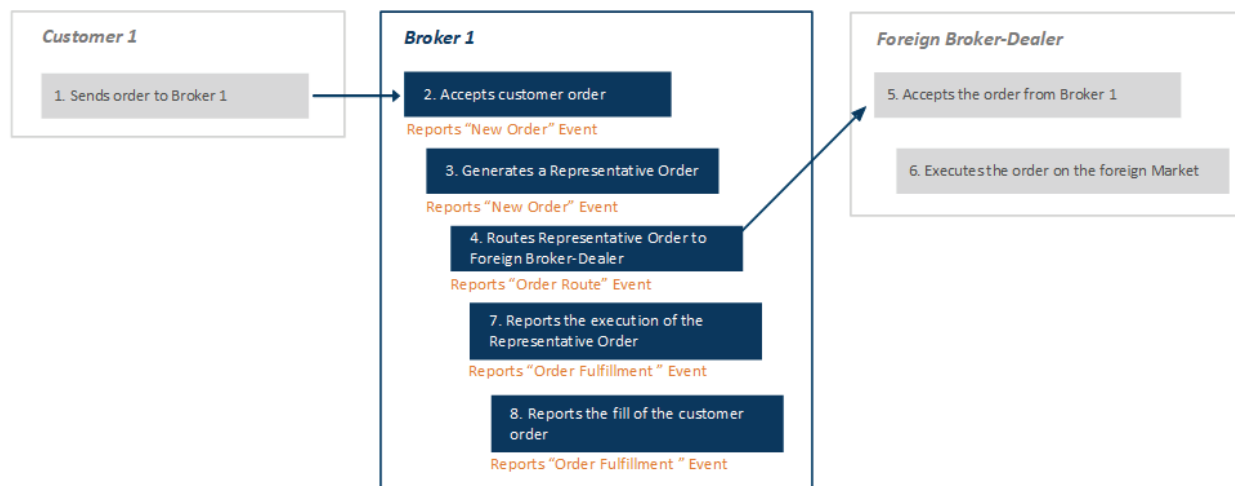 Customer 1
1. Sends order to Broker 1
Broker 1
2. Accepts customer order
Reports “New Order” Event
3. Generates a Representative Order
Reports “New Order” Event
4. Routes Representative Order to
Foreign Broker-Dealer
Reports “Order Route” Event
7. Reports the execution of the
Representative Order
Reports “Order Fulfillment ” Event
8. Reports the fill of the customer
order
Reports “Order Fulfillment ” Event
Foreign Broker-Dealer
5. Accepts the order from Broker 1
6. Executes the order on the foreign Market